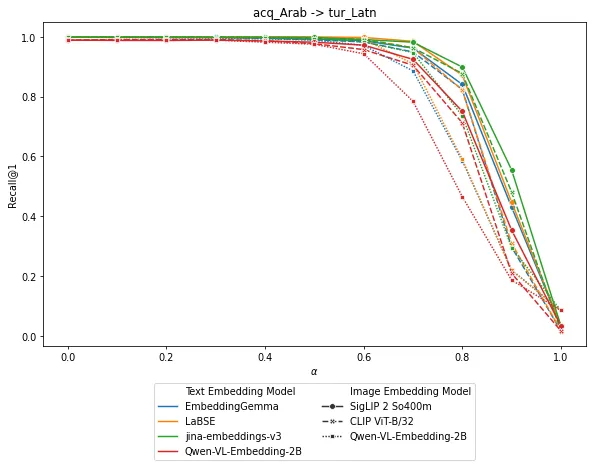 acq_Arab -> tur_Latn
Recall@1
1.0
0.8
0.6
0.4
0.2
0.0
0.0 0.2 0.4 0.6 0.8 1.0
α
Text Embedding Model Image Embedding Model
EmbeddingGemma SigLIP 2 So400m
LaBSE CLIP ViT-B/32
jina-embeddings-v3 Qwen-VL-Embedding-2B
Qwen-VL-Embedding-2B